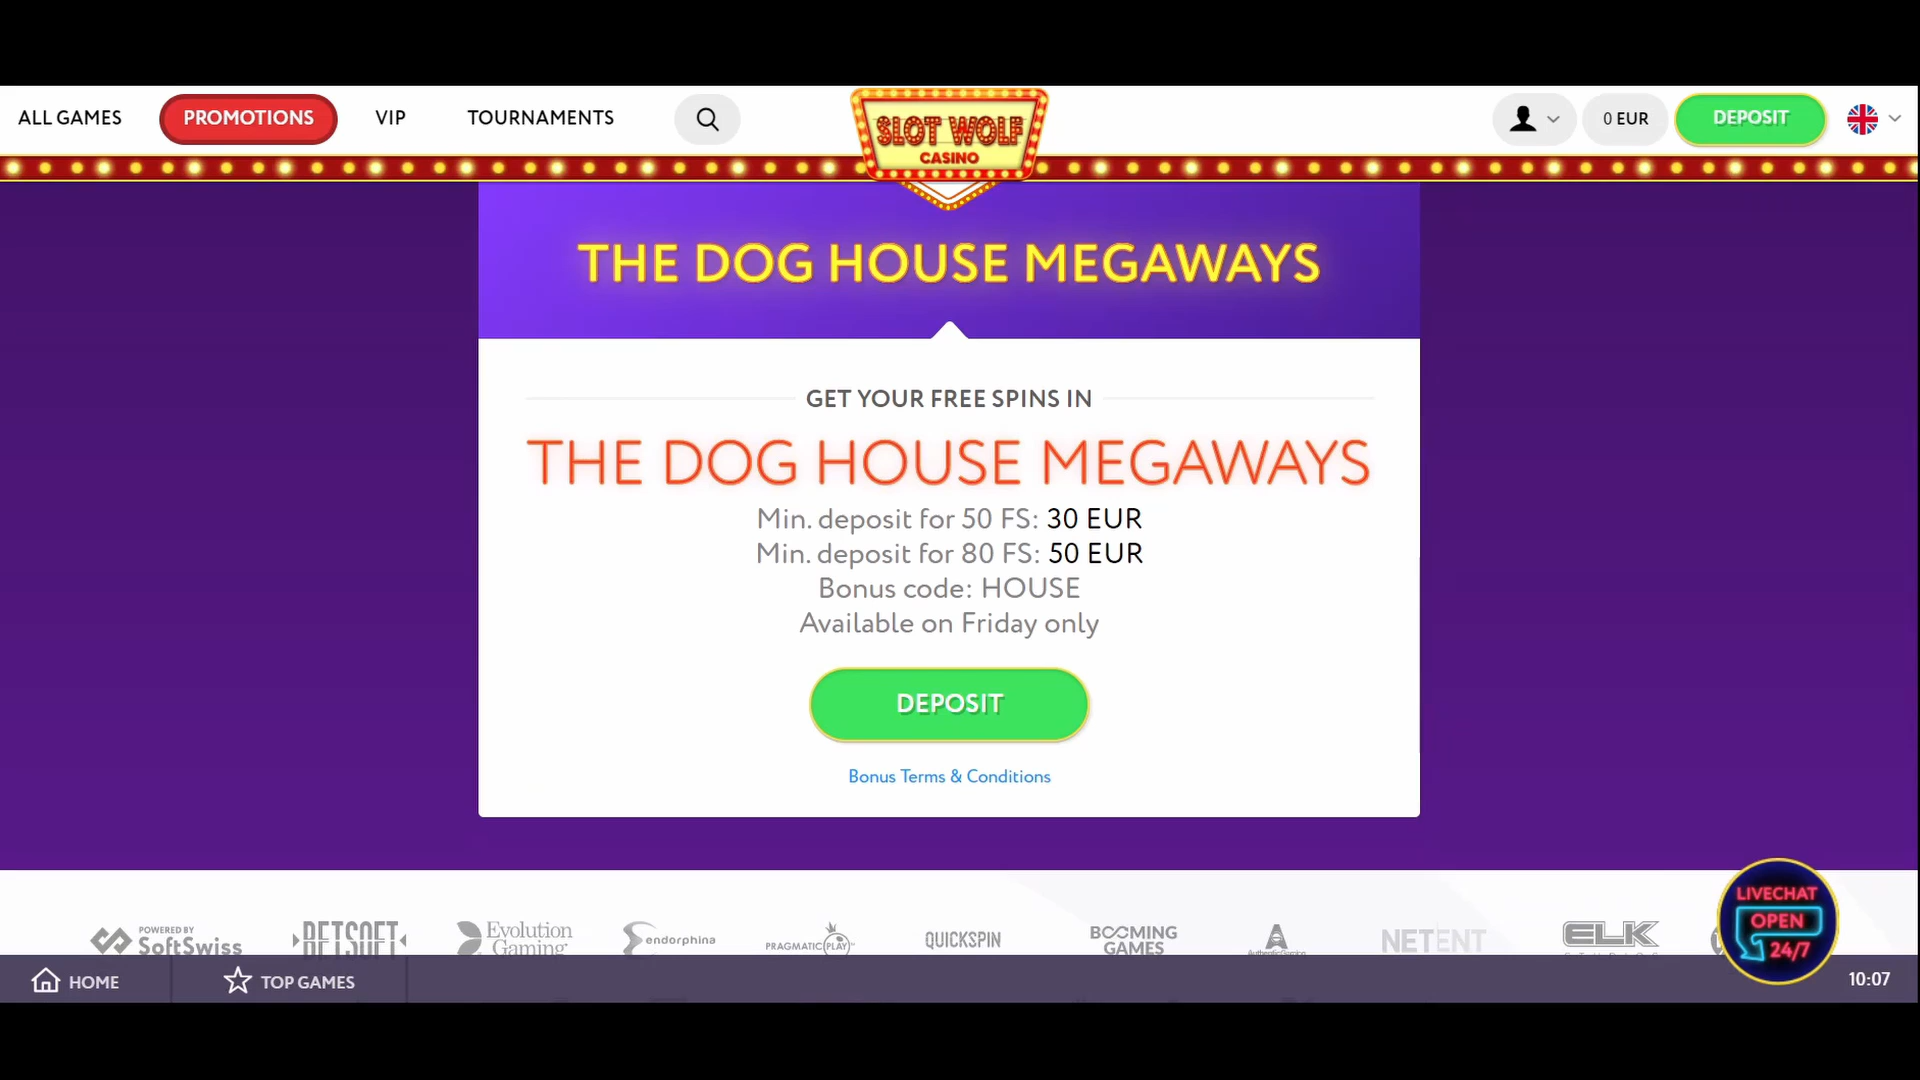 ALL GAMES
PROMOTIONS
VIP
TOURNAMENTS
SLOT WOLF
CASINO
0 EUR
DEPOSIT
THE DOG HOUSE MEGAWAYS
GET YOUR FREE SPINS IN
THE DOG HOUSE MEGAWAYS
Min. deposit for 50 FS: 30 EUR
Min. deposit for 80 FS: 50 EUR
Bonus code: HOUSE
Available on Friday only
DEPOSIT
Bonus Terms & Conditions
POWERED BY
SoftSwiss
BETSOFT
Evolution
Gaming
endorphina
PRAGMATIC PLAY
QUICKSPIN
BOOMING
GAMES
AuthenticGaming
NETENT
ELK
LIVECHAT
OPEN
24/7
HOME
TOP GAMES
10:07